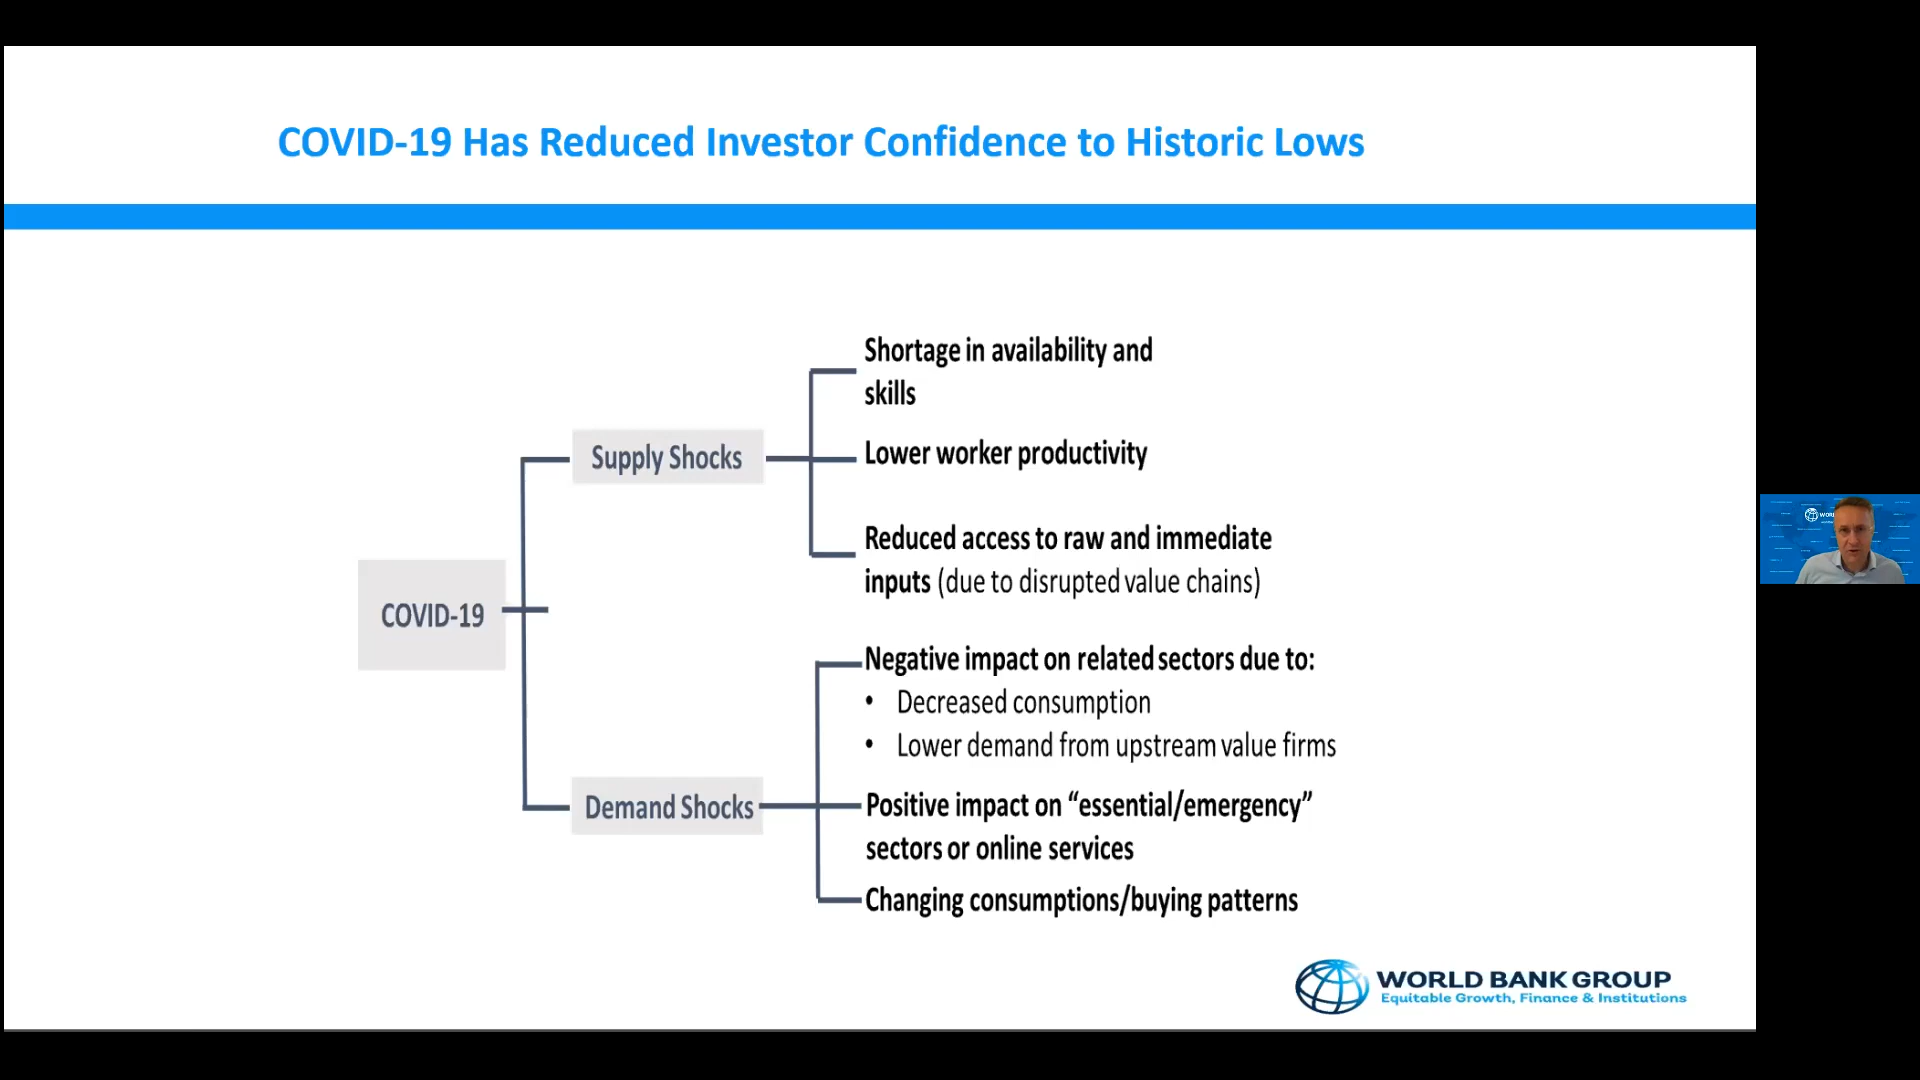 COVID-19 Has Reduced Investor Confidence to Historic Lows
Shortage in availability and
skills
Supply Shocks
Lower worker productivity
Reduced access to raw and immediate
inputs (due to disrupted value chains)
COVID-19
Negative impact on related sectors due to:
• Decreased consumption
• Lower demand from upstream value firms
Demand Shocks
Positive impact on “essential/emergency”
sectors or online services
Changing consumptions/buying patterns
WORLD BANK GROUP
Equitable Growth, Finance & Institutions